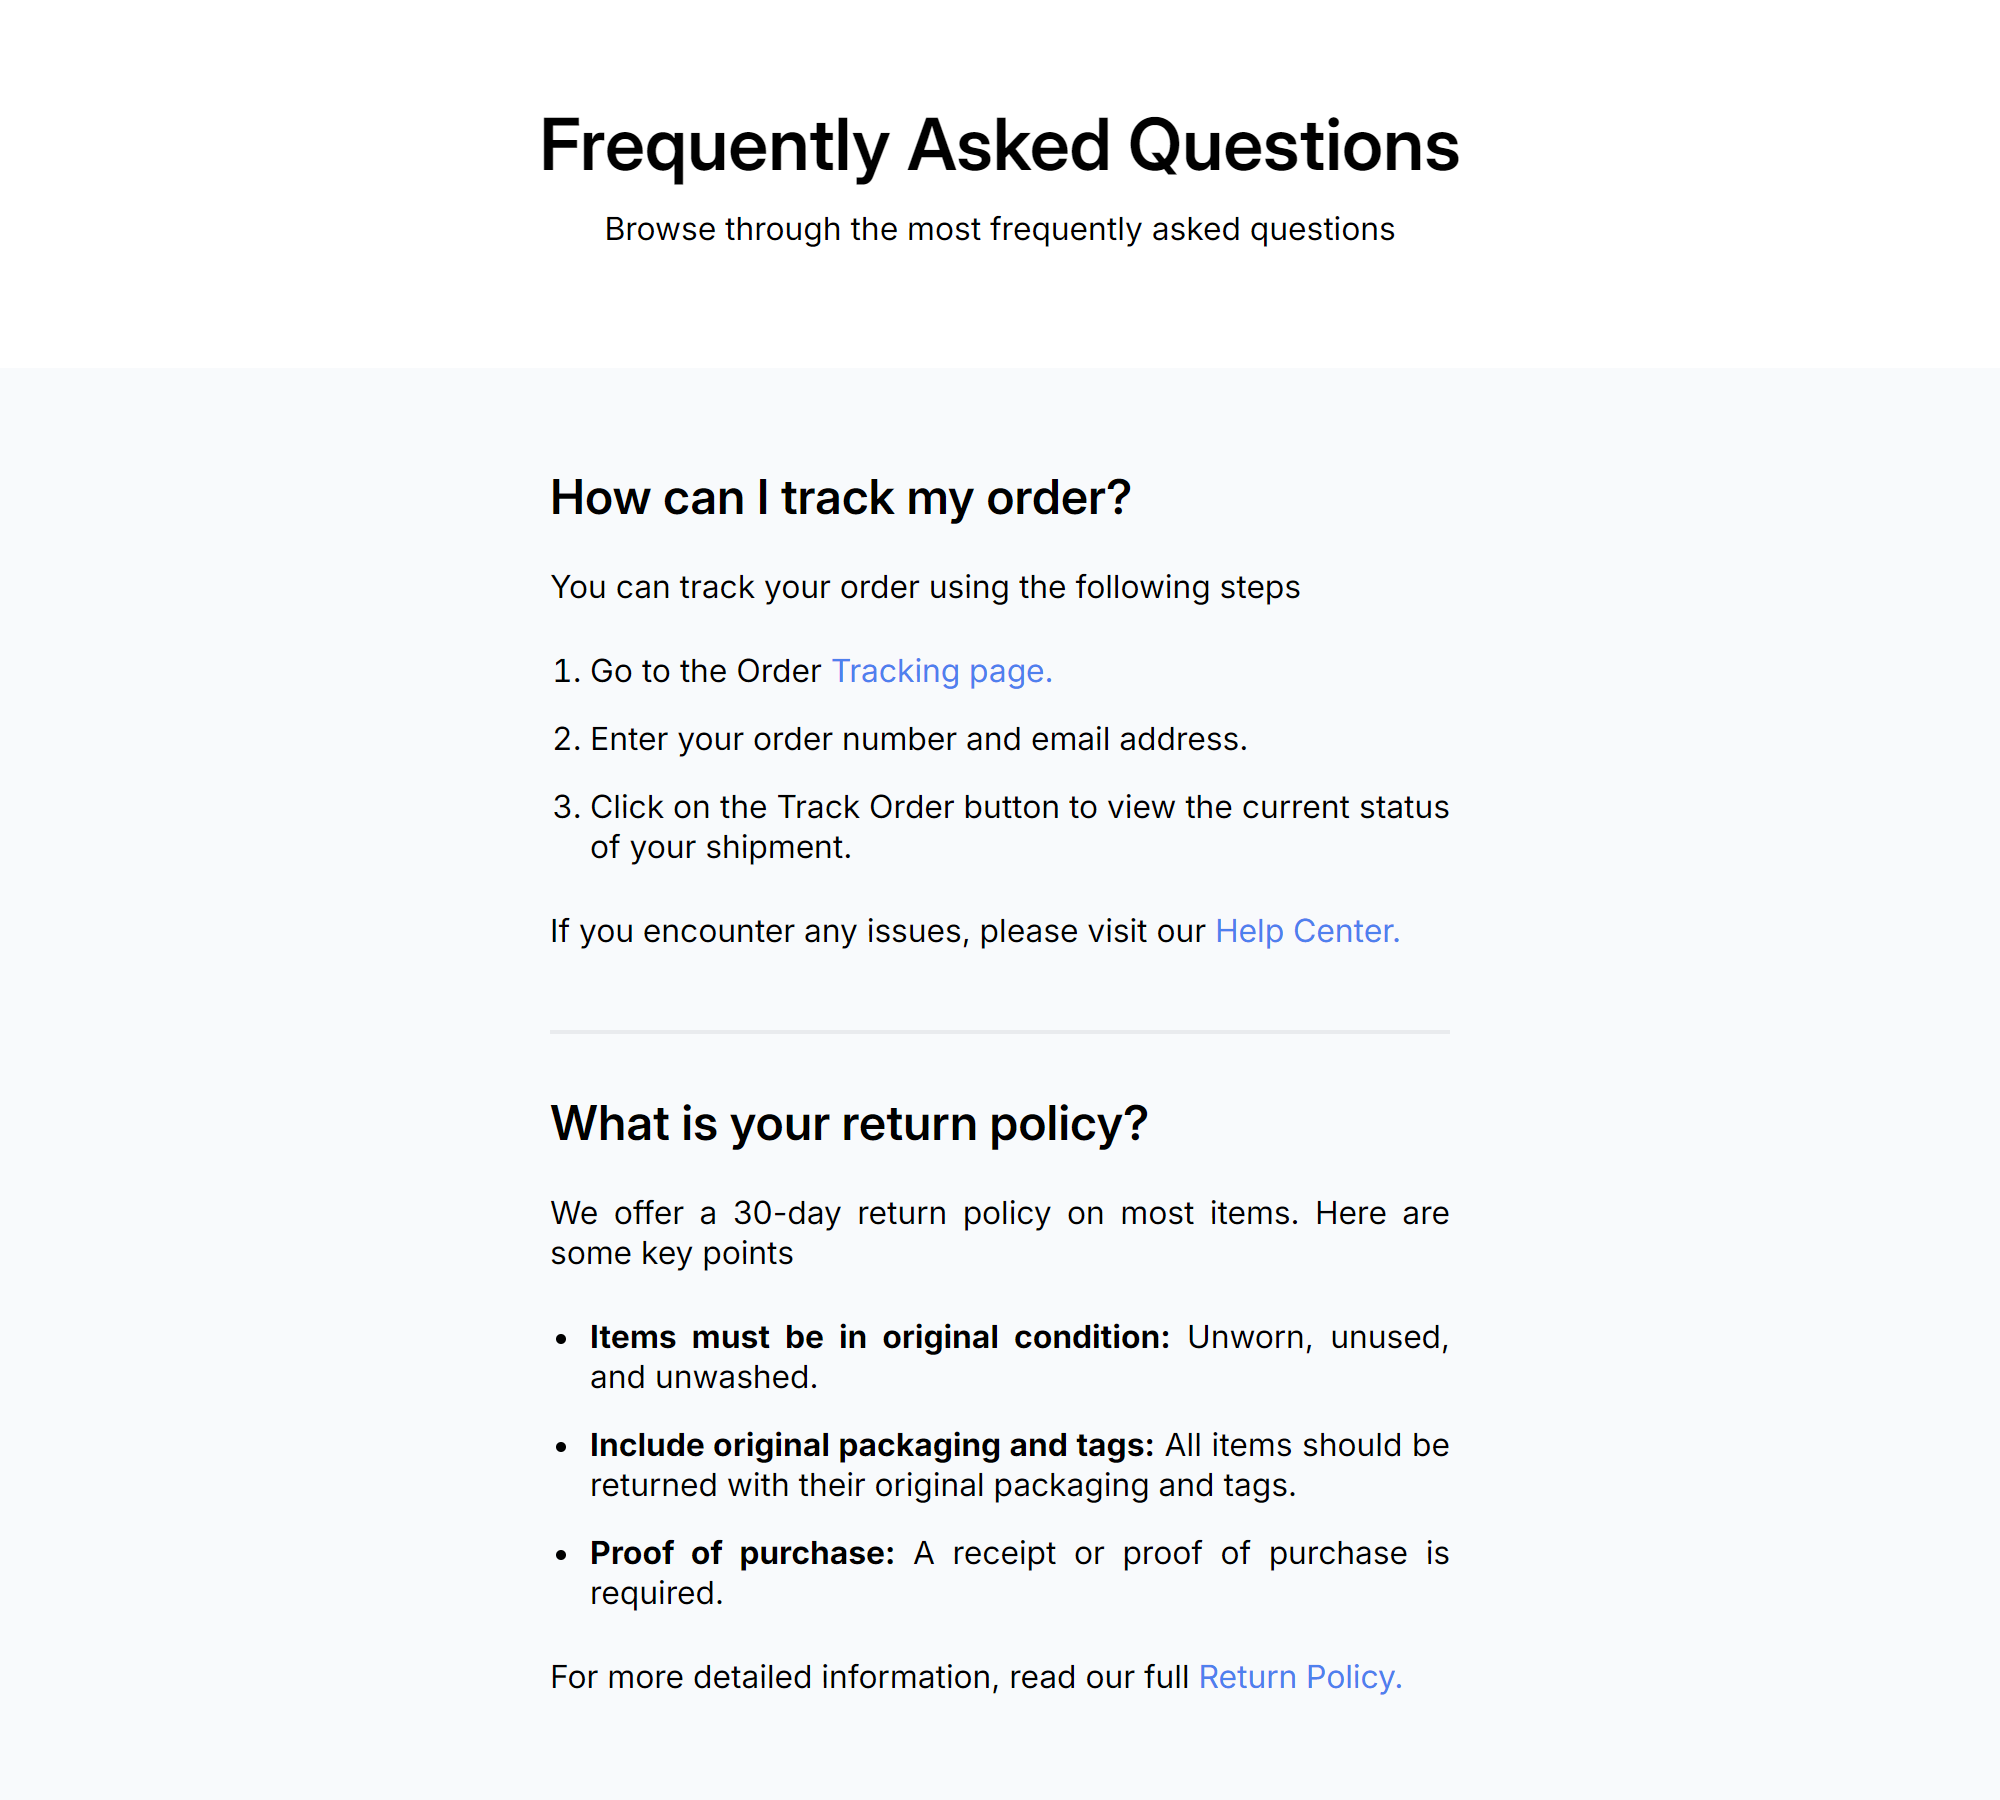 Frequently Asked Questions
Browse through the most frequently asked questions
How can I track my order?
You can track your order using the following steps
1. Go to the Order Tracking page.
2. Enter your order number and email address.
3. Click on the Track Order button to view the current status
of your shipment.
If you encounter any issues, please visit our Help Center.
What is your return policy?
We offer a 30-day return policy on most items. Here are
some key points
• Items must be in original condition: Unworn, unused,
and unwashed.
• Include original packaging and tags: All items should be
returned with their original packaging and tags.
• Proof of purchase: A receipt or proof of purchase is
required.
For more detailed information, read our full Return Policy.